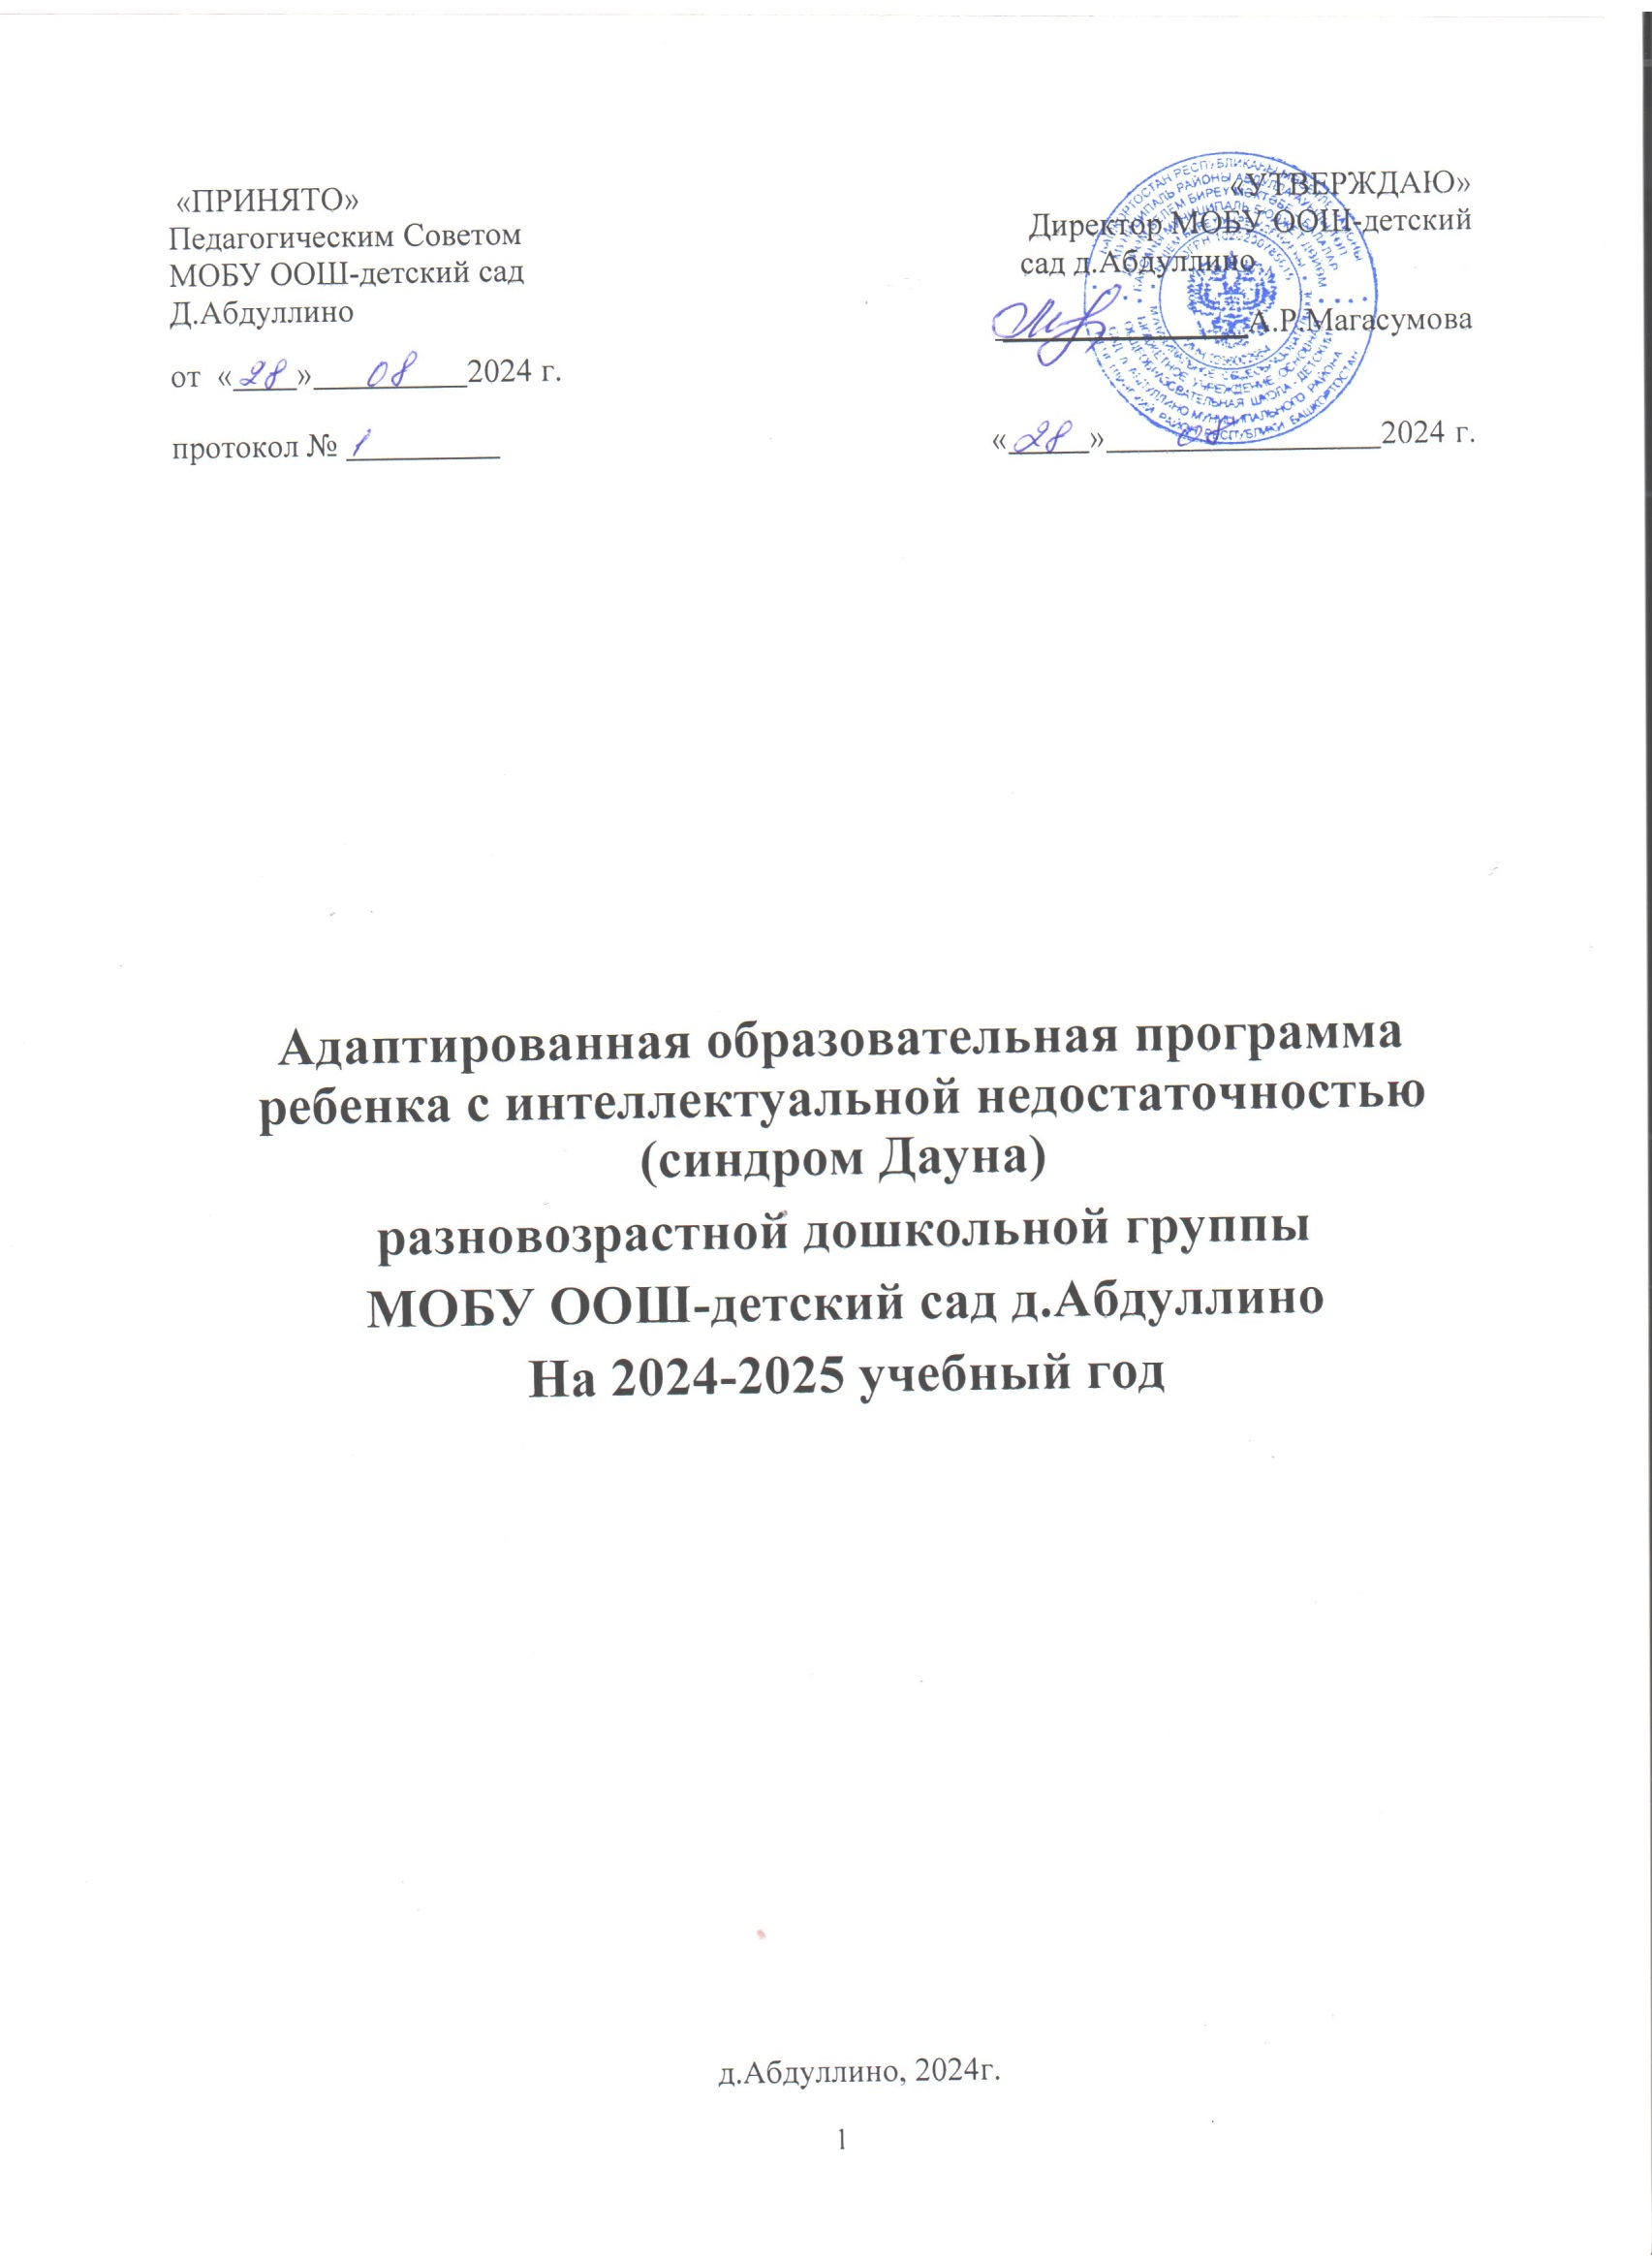 «ПРИНЯТО»
Педагогическим Советом
МОБУ ООШ-детский сад
Д.Абдуллино
от «28» 08 2024 г.
протокол № 1
«УТВЕРЖДАЮ»
Директор МОБУ ООШ-детский
сад д.Абдуллино
А.Р.Магасумова
«28» 08 2024 г.
Адаптированная образовательная программа
ребенка с интеллектуальной недостаточностью
(синдром Дауна)
разновозрастной дошкольной группы
МОБУ ООШ-детский сад д.Абдуллино
На 2024-2025 учебный год
д.Абдуллино, 2024г.
1